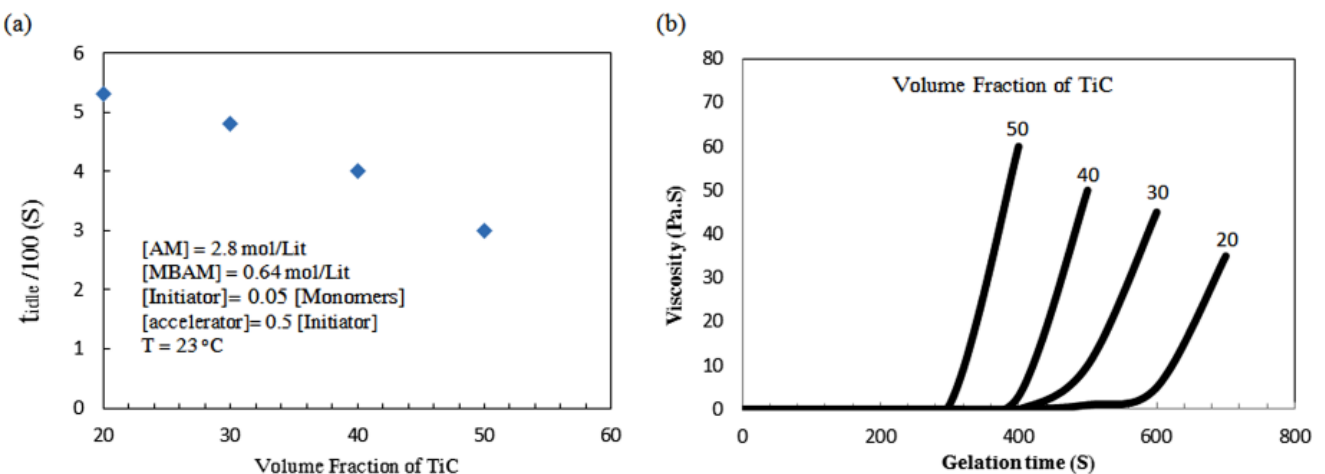 (a)
6
5
4
3
2
1
0
tidle /100 (S)
[AM] = 2.8 mol/Lit
[MBAM] = 0.64 mol/Lit
[Initiator]= 0.05 [Monomers]
[accelerator]= 0.5 [Initiator]
T = 23 °C
20 30 40 50 60
Volume Fraction of TiC
(b)
80
70
60
50
40
30
20
10
0
Viscosity (Pa.S)
Volume Fraction of TiC
50
40
30
20
0 200 400 600 800
Gelation time (S)